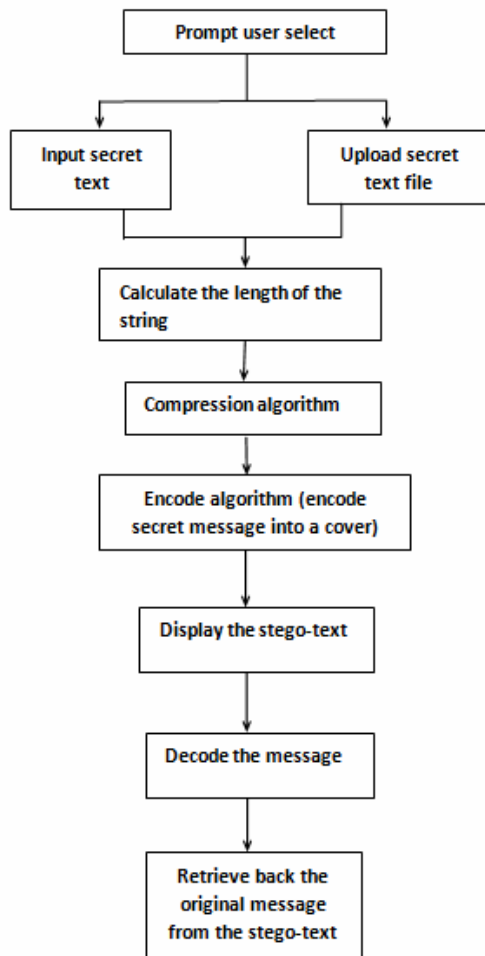 Prompt user select
Input secret
text
Upload secret
text file
Calculate the length of the
string
Compression algorithm
Encode algorithm (encode
secret message into a cover)
Display the stego-text
Decode the message
Retrieve back the
original message
from the stego-text